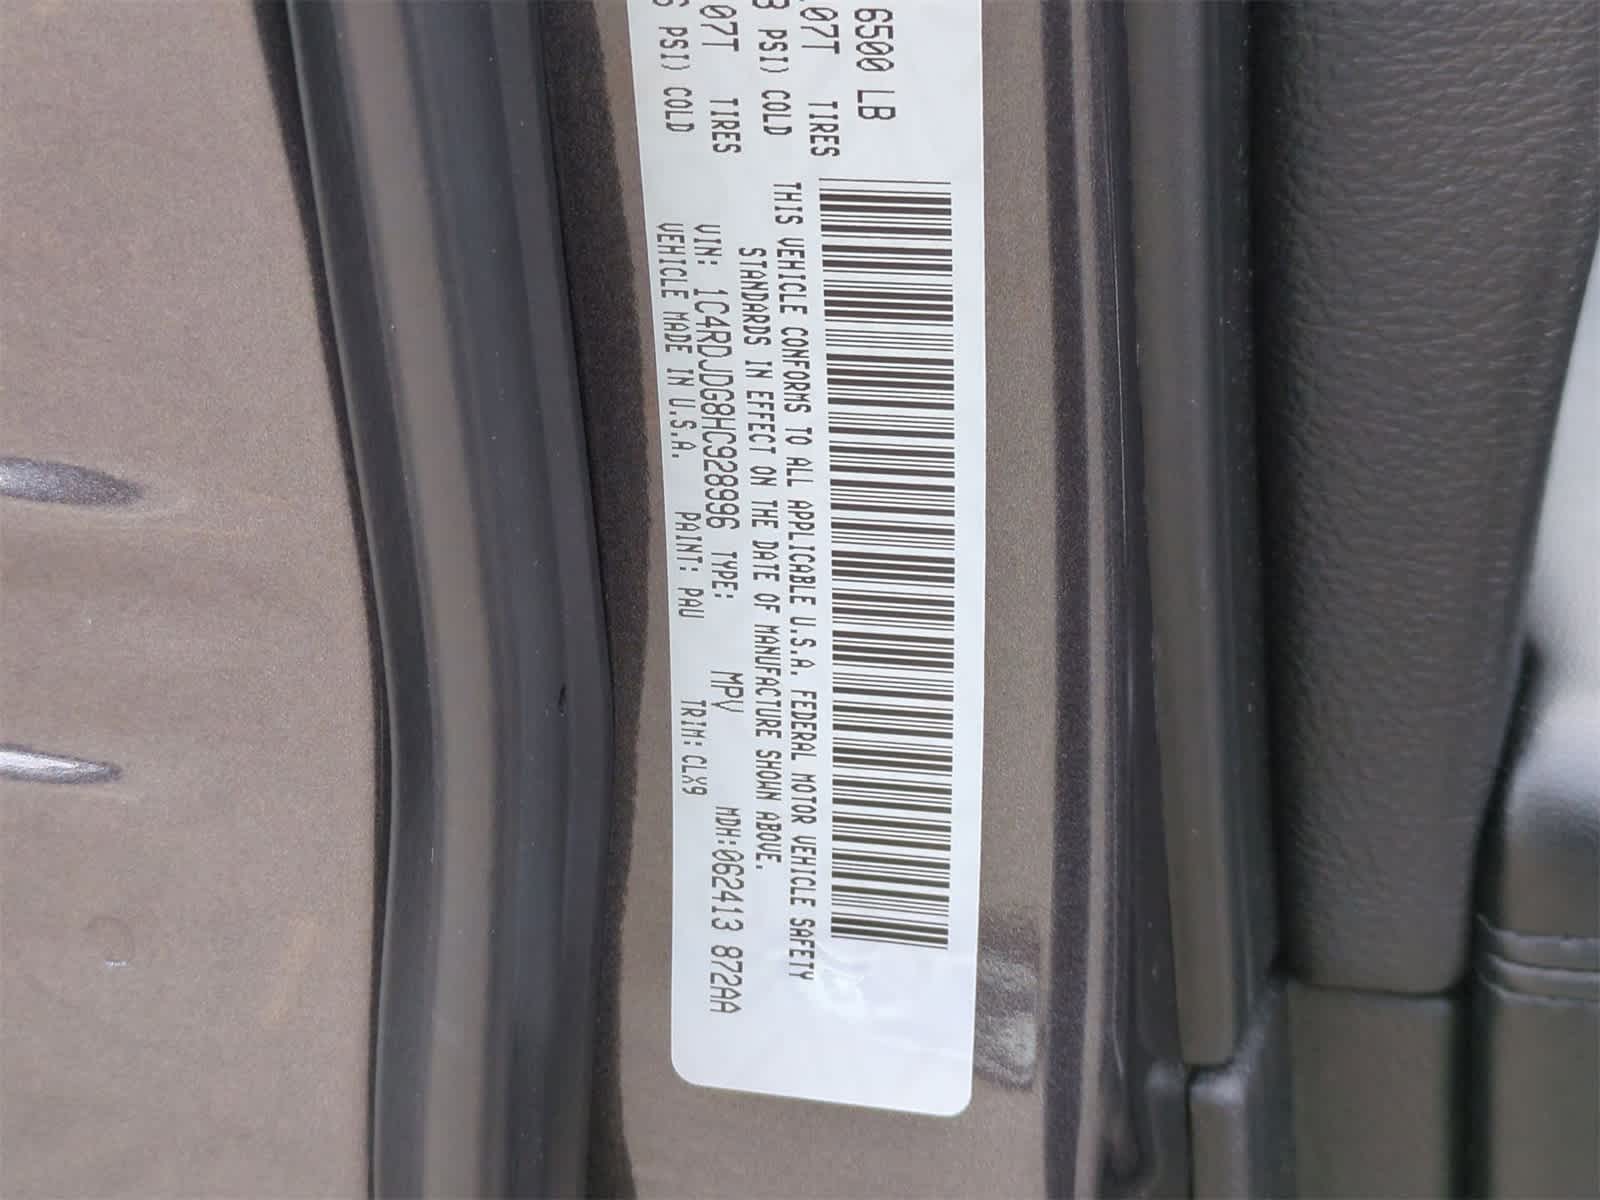 6500 LB
07T TIRES
PSI) COLD
07T TIRES
PSI) COLD
THIS VEHICLE CONFORMS TO ALL APPLICABLE U.S.A. FEDERAL MOTOR VEHICLE SAFETY
STANDARDS IN EFFECT ON THE DATE OF MANUFACTURE SHOWN ABOVE.
VIN: 1C4RDJDG8HC928996 TYPE: MPV MDH:062413 872AA
VEHICLE MADE IN U.S.A. PAINT: PAU TRIM:CLX9